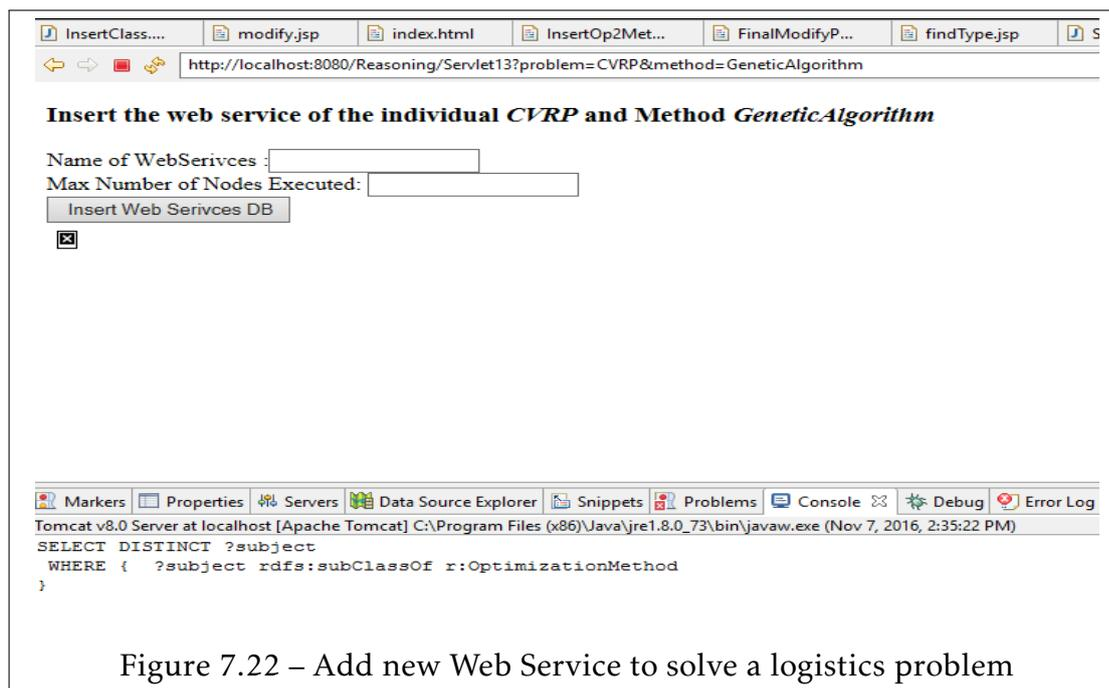 InsertClass.... modify.jsp index.html InsertOp2Met... FinalModifyP... findType.jsp S
http://localhost:8080/Reasoning/Servlet13?problem=CVRP&method=GeneticAlgorithm
Insert the web service of the individual CVRP and Method GeneticAlgorithm
Name of WebSerivces :
Max Number of Nodes Executed:
Insert Web Serivces DB
Markers Properties Servers Data Source Explorer Snippets Problems Console Debug Error Log
Tomcat v8.0 Server at localhost [Apache Tomcat] C:\Program Files (x86)\Java\jre1.8.0_73\bin\javaw.exe (Nov 7, 2016, 2:35:22 PM)
SELECT DISTINCT ?subject
WHERE { ?subject rdfs:subClassOf r:OptimizationMethod
}
Figure 7.22 – Add new Web Service to solve a logistics problem